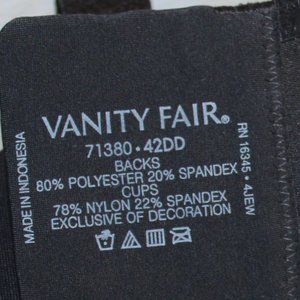 VANITY FAIR®
71380 • 42DD
BACKS
80% POLYESTER 20% SPANDEX
CUPS
78% NYLON 22% SPANDEX
EXCLUSIVE OF DECORATION
MADE IN INDONESIA
RN 16345 • 4JEW